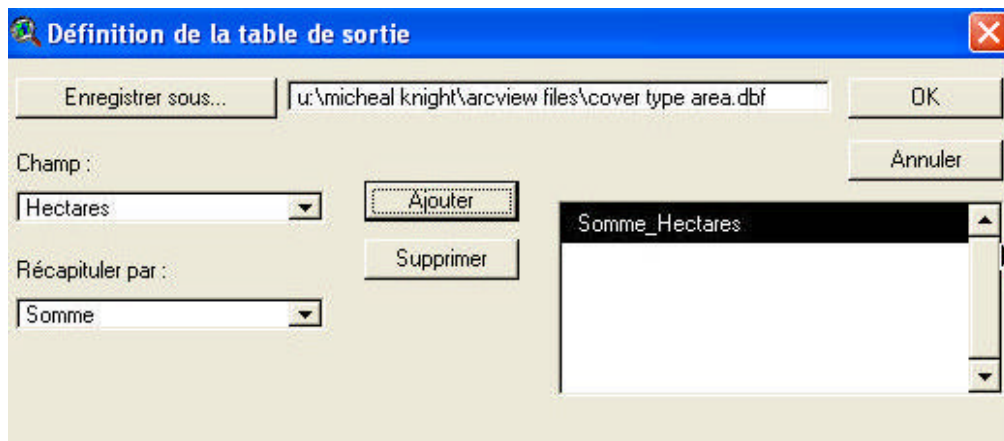 Définition de la table de sortie
Enregistrer sous...
u:\micheal knight\arcview files\cover type area.dbf
OK
Annuler
Champ :
Hectares
Ajouter
Somme_Hectares
Supprimer
Récapituler par :
Somme